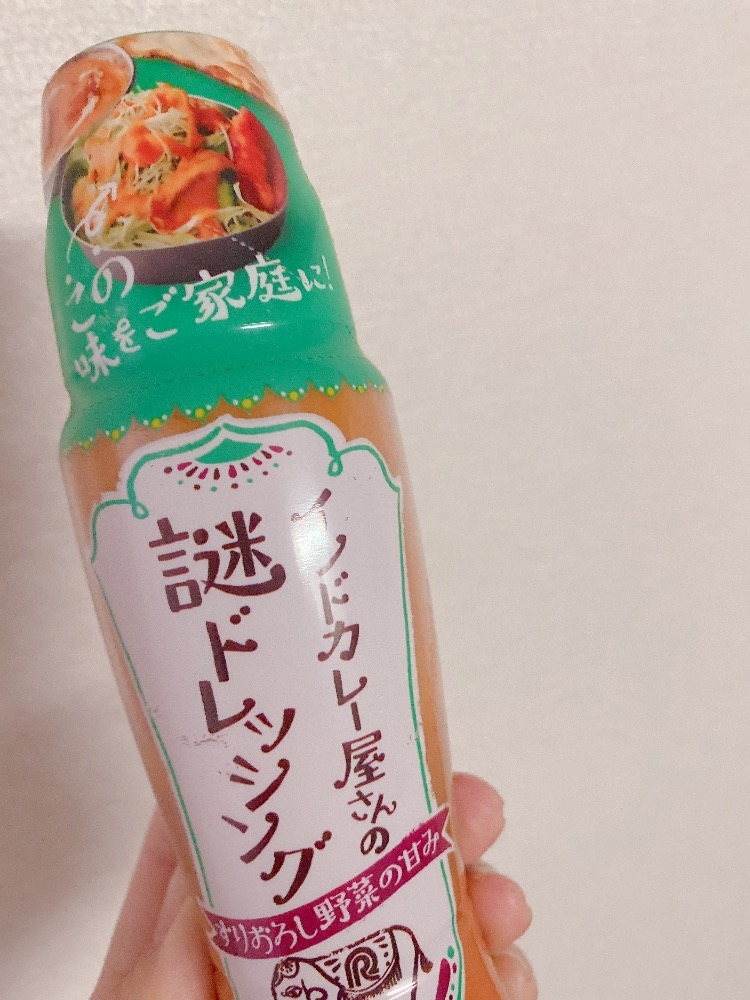 この
味をご家庭に!
インドカレー屋さんの
謎ドレッシング
すりおろし野菜の甘み
R